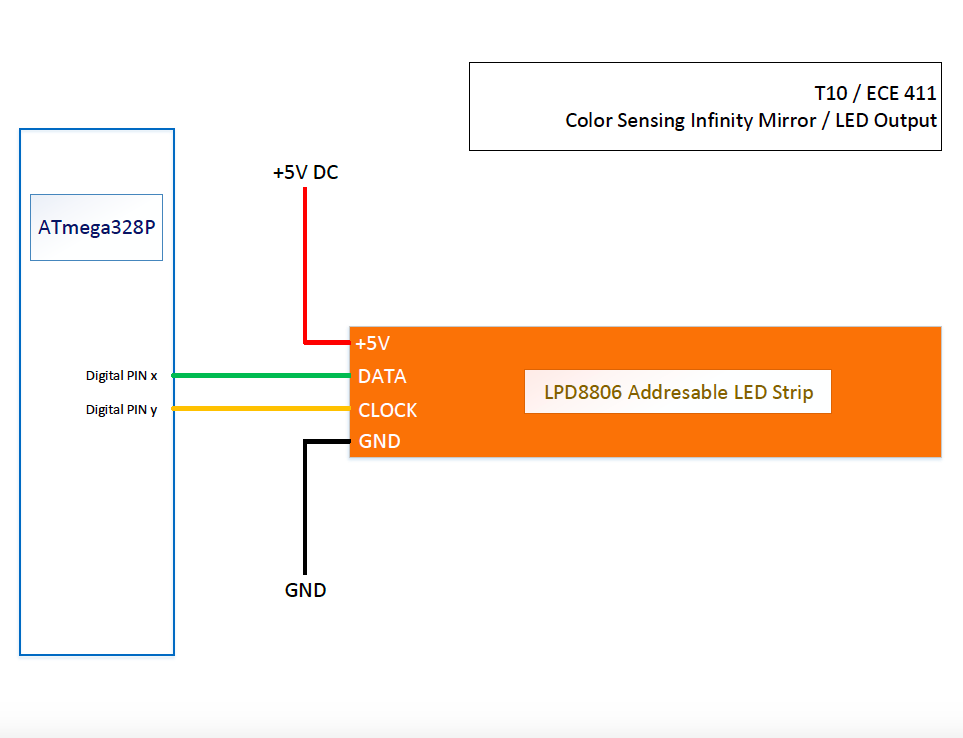 T10 / ECE 411
Color Sensing Infinity Mirror / LED Output
+5V DC
ATmega328P
+5V
Digital PIN x
DATA
LPD8806 Addresable LED Strip
Digital PIN y
CLOCK
GND
GND